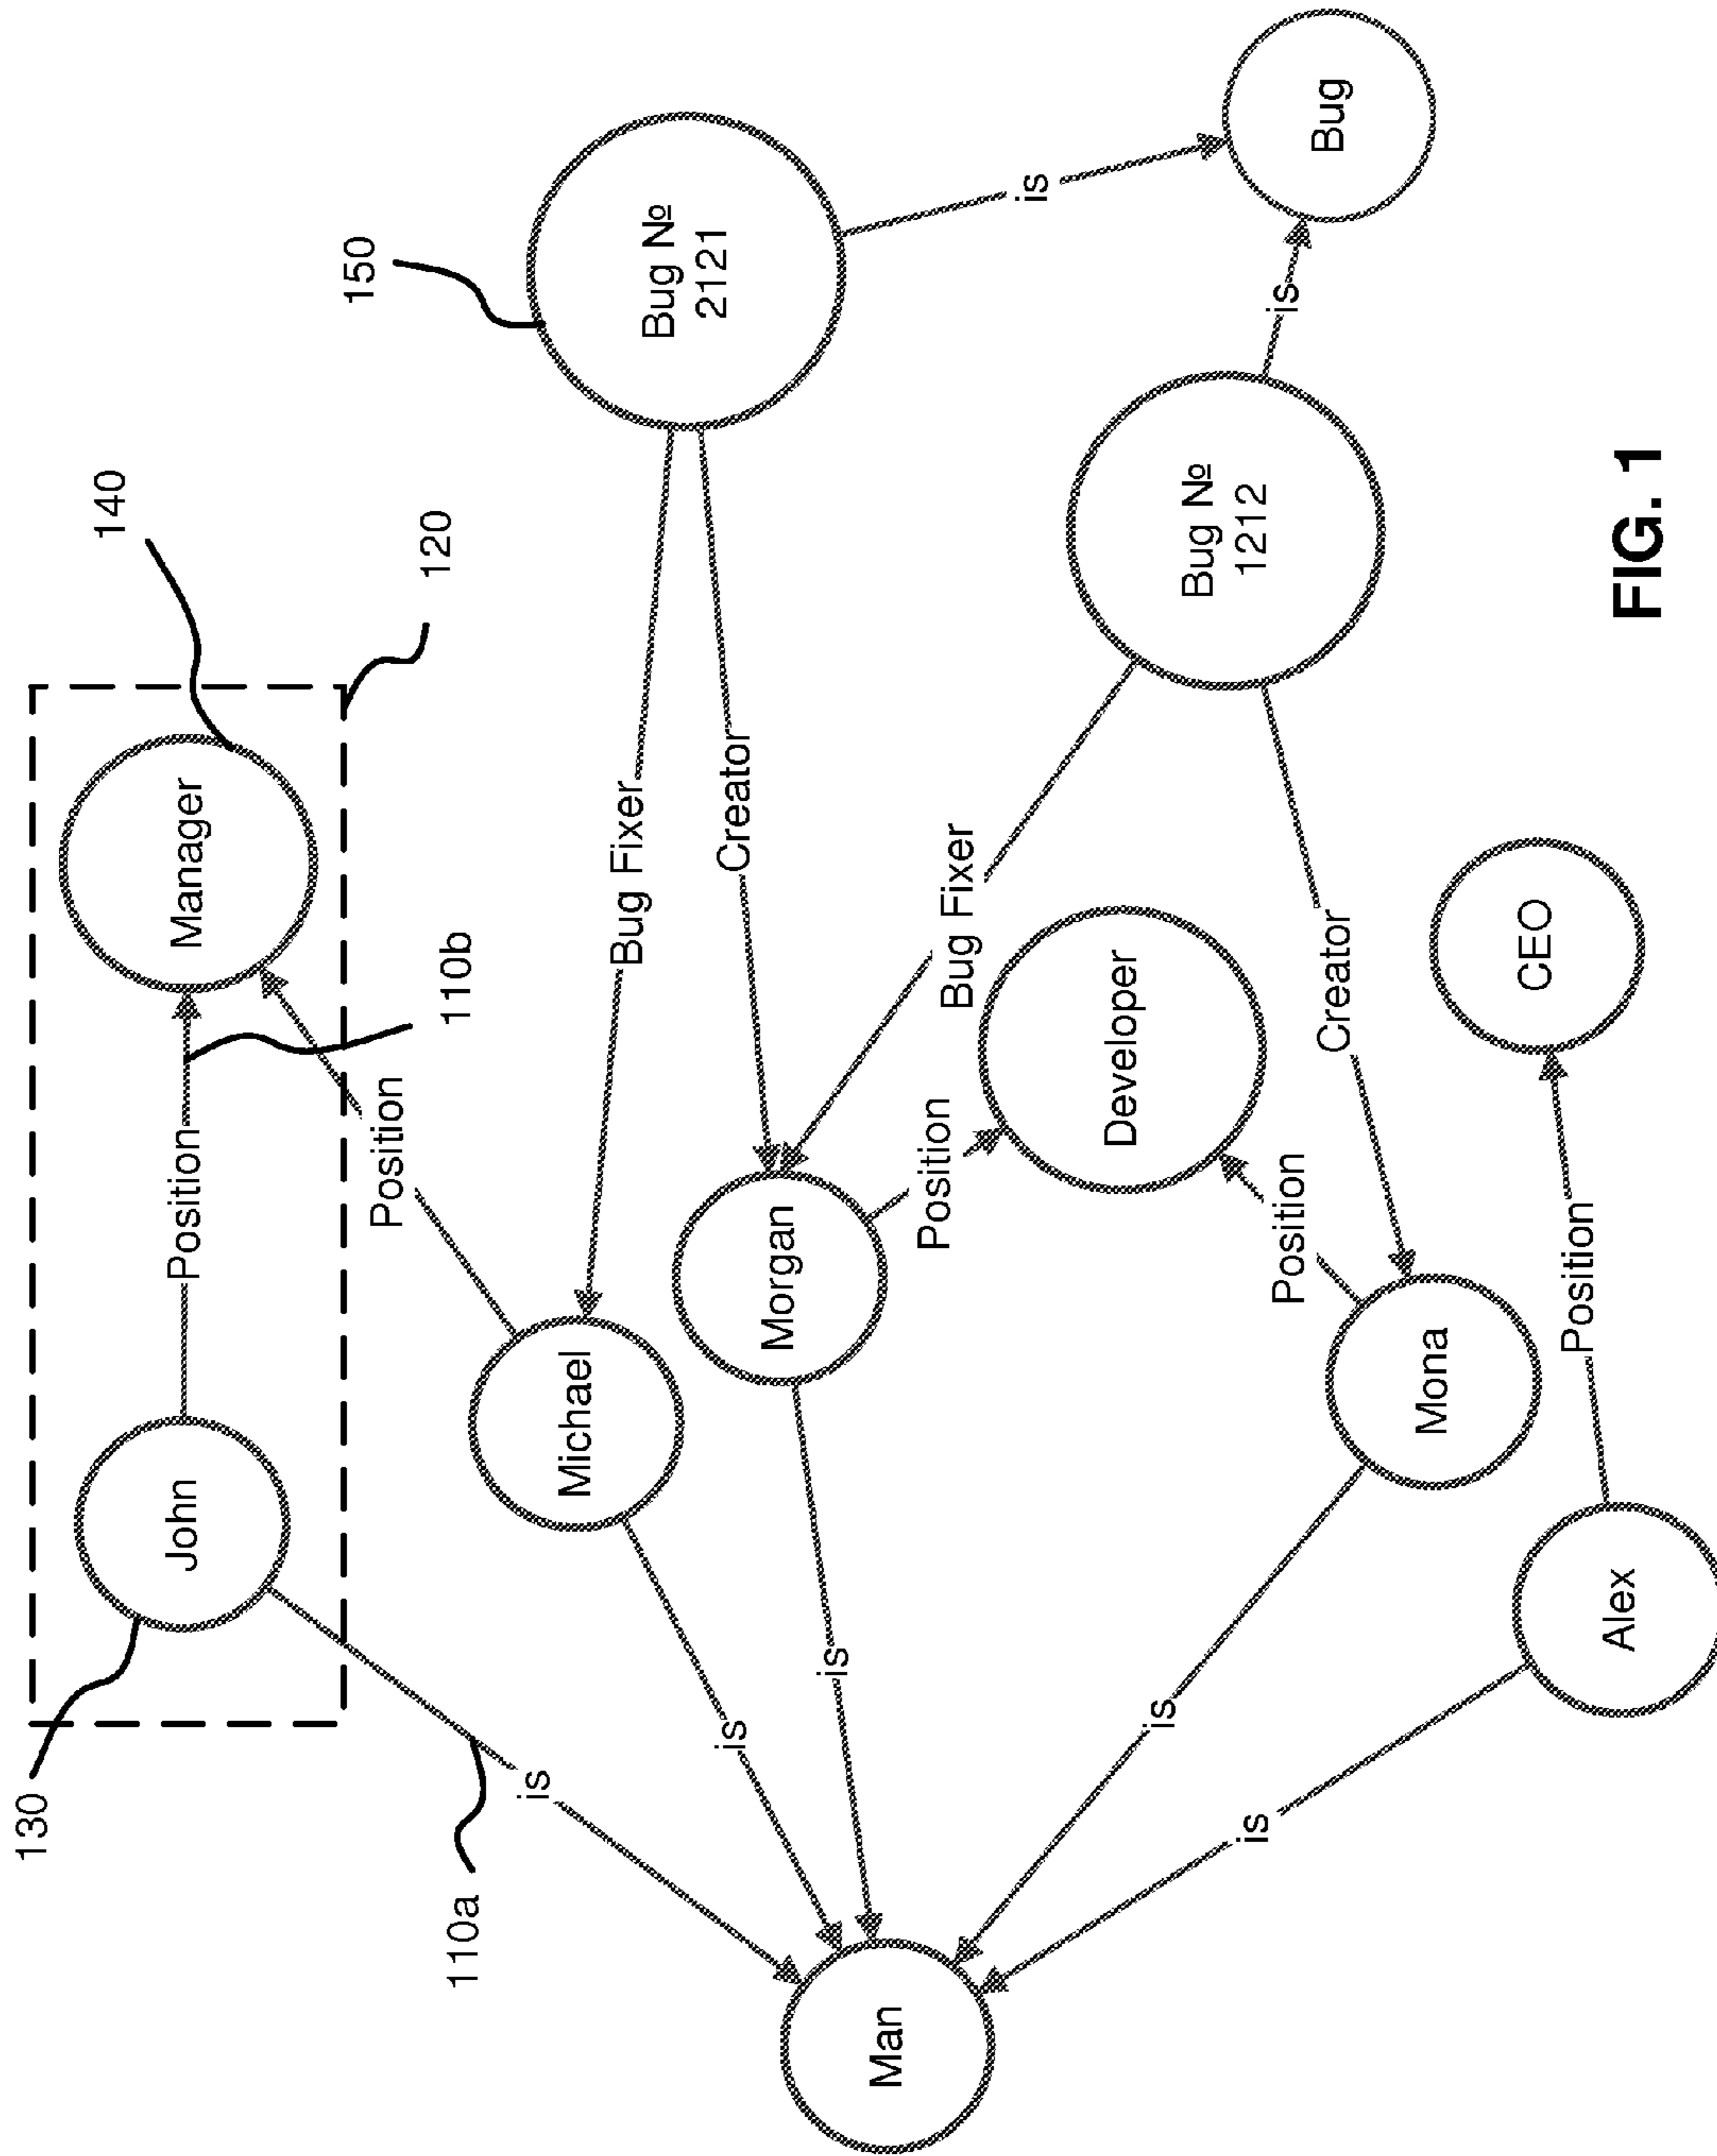 130
John
Position
Manager
140
120
110a
is
110b
Position
Michael
is
Bug Fixer
150
Bug №
2121
Creator
Morgan
is
Position
Man
Bug Fixer
Developer
is
Bug №
1212
is
Position
Creator
Mona
is
Bug
is
Alex
Position
CEO
FIG. 1